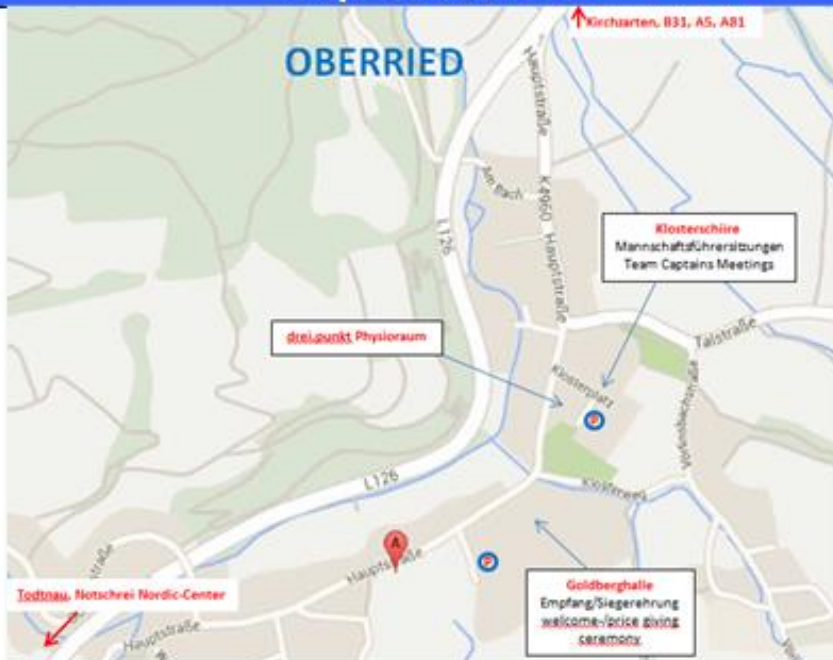 Kirchzarten, B31, A5, A81
OBERRIED
Hauptstraße
K4960
Hauptstraße
Am Bach
L126
Klosterschiire
Mannschaftsführersitzungen
Team Captains Meetings
drei.punkt Physioraum
Talstraße
Klosterplatz
P
Vörlinsbachstraße
L126
Klosterweg
A
Hauptstraße
P
Goldberghalle
Empfang/Siegerehrung
welcome-/price giving
ceremony
Todtnau, Notschrei Nordic-Center
Hauptstraße